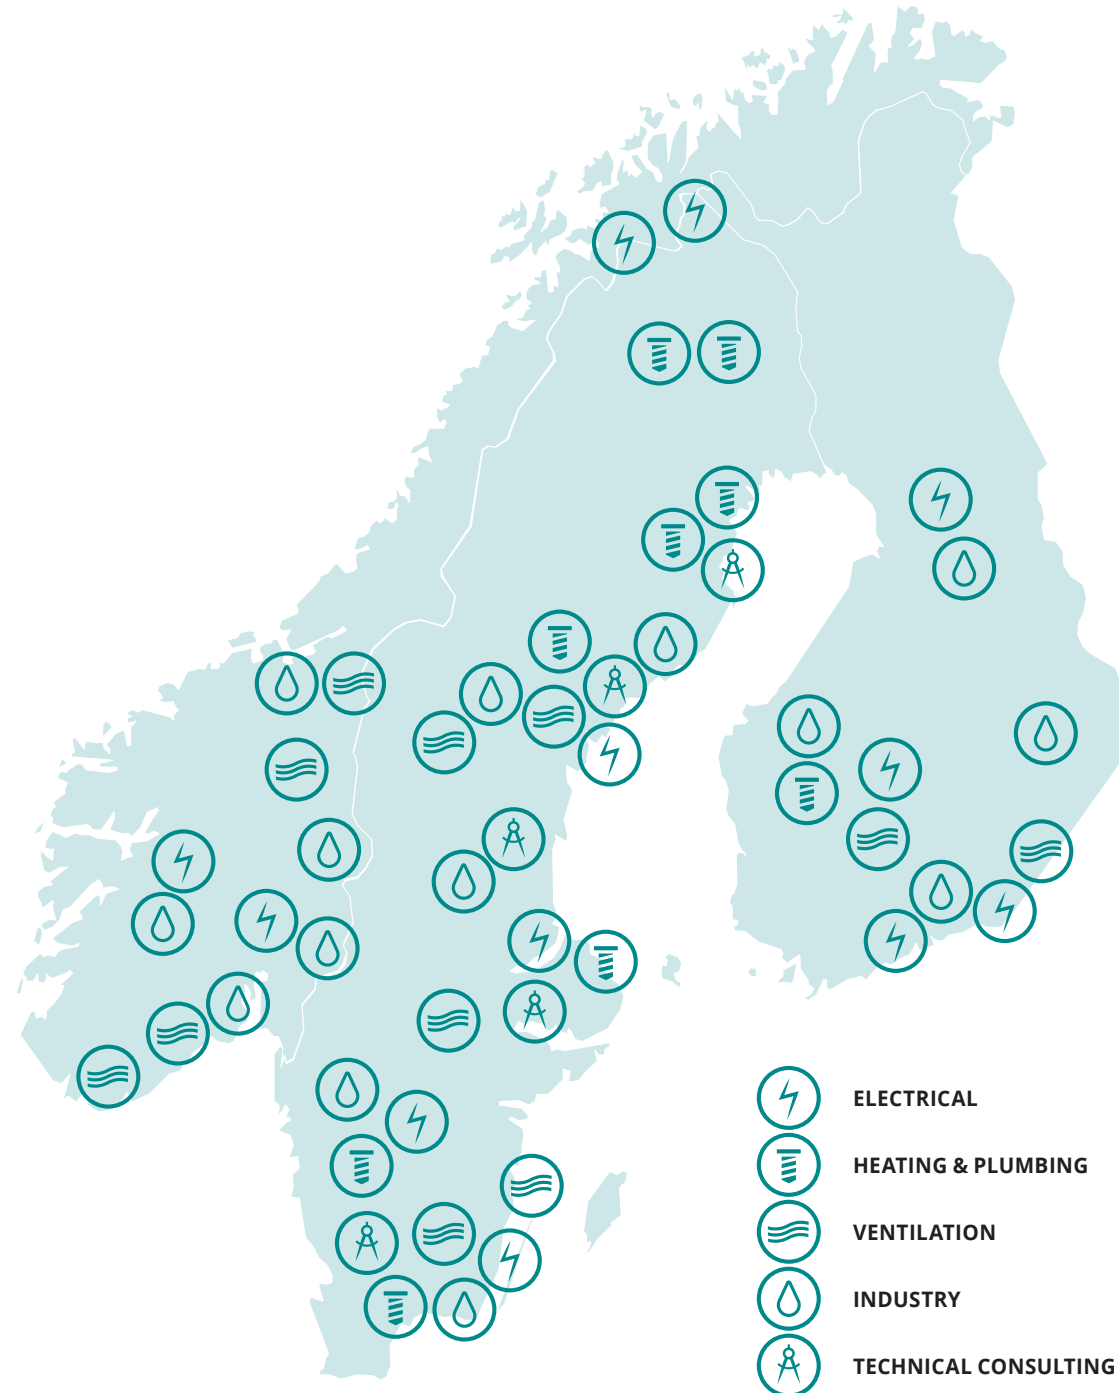 ELECTRICAL
HEATING & PLUMBING
VENTILATION
INDUSTRY
TECHNICAL CONSULTING